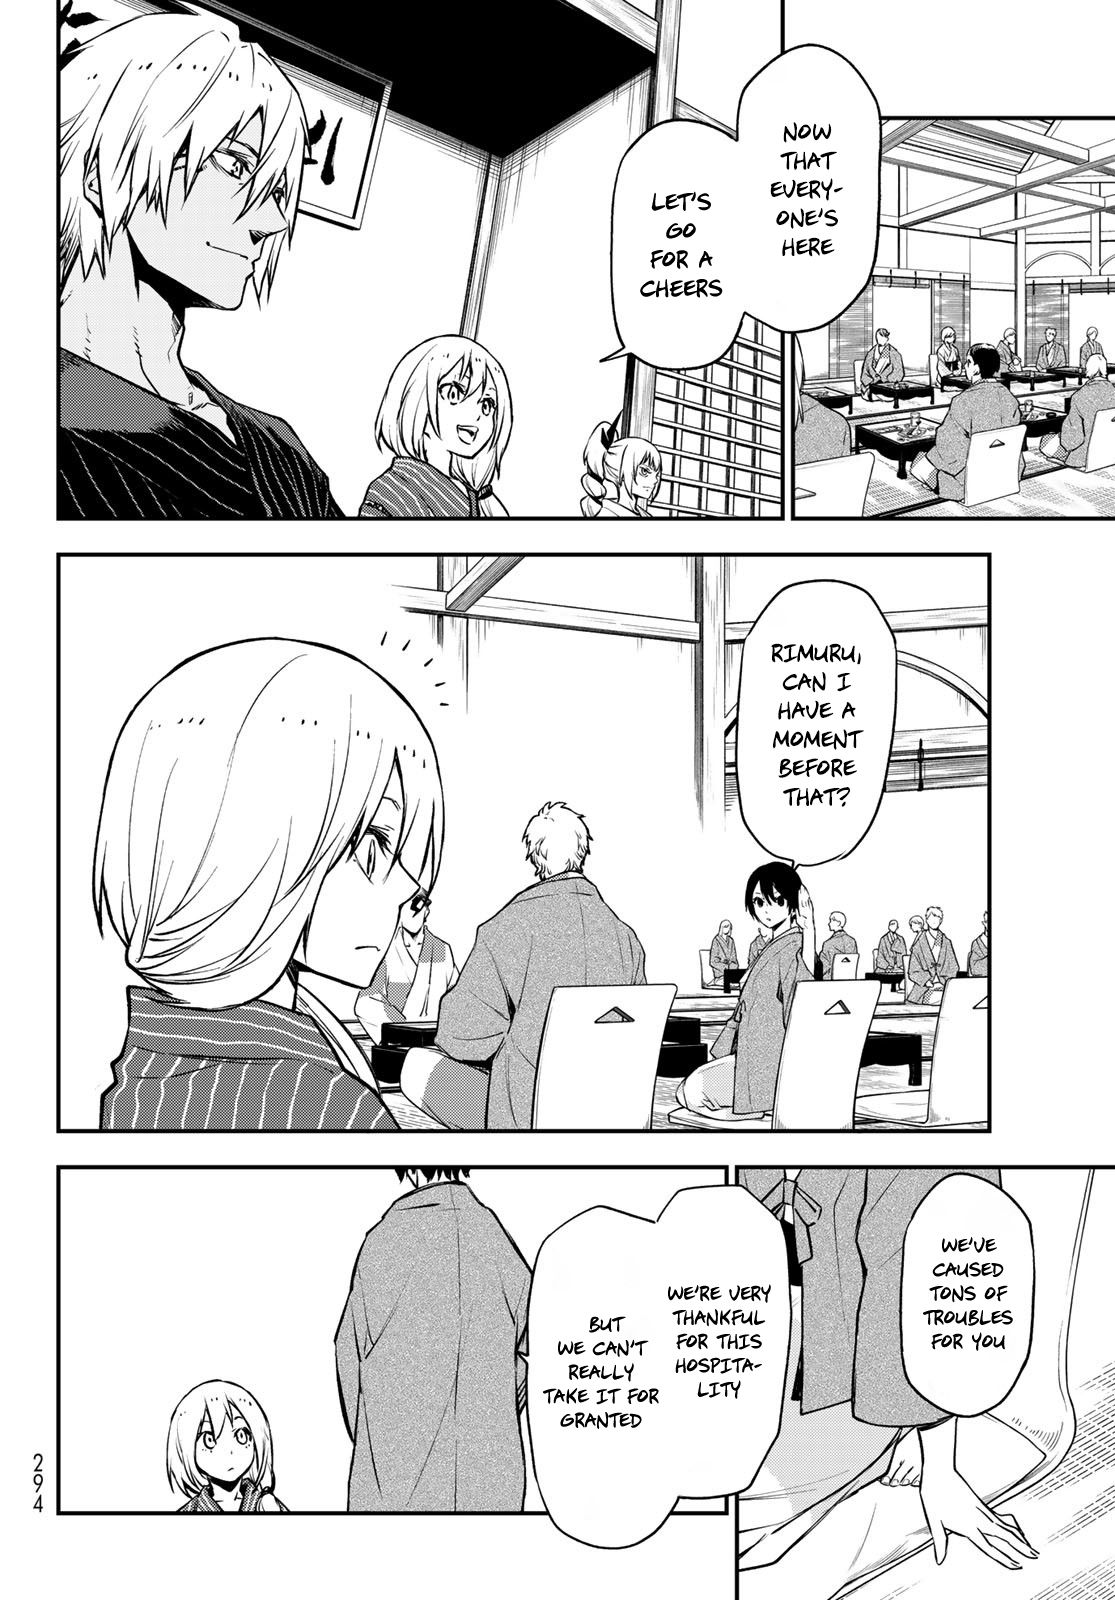 NOW
THAT
EVERY-
ONE'S
HERE
LET'S
GO
FOR A
CHEERS
RIMURU,
CAN I
HAVE A
MOMENT
BEFORE
THAT?
WE'VE
CAUSED
TONS OF
TROUBLES
FOR YOU
WE'RE VERY
THANKFUL
FOR THIS
HOSPITA-
LITY
BUT
WE CAN'T
REALLY
TAKE IT FOR
GRANTED
294